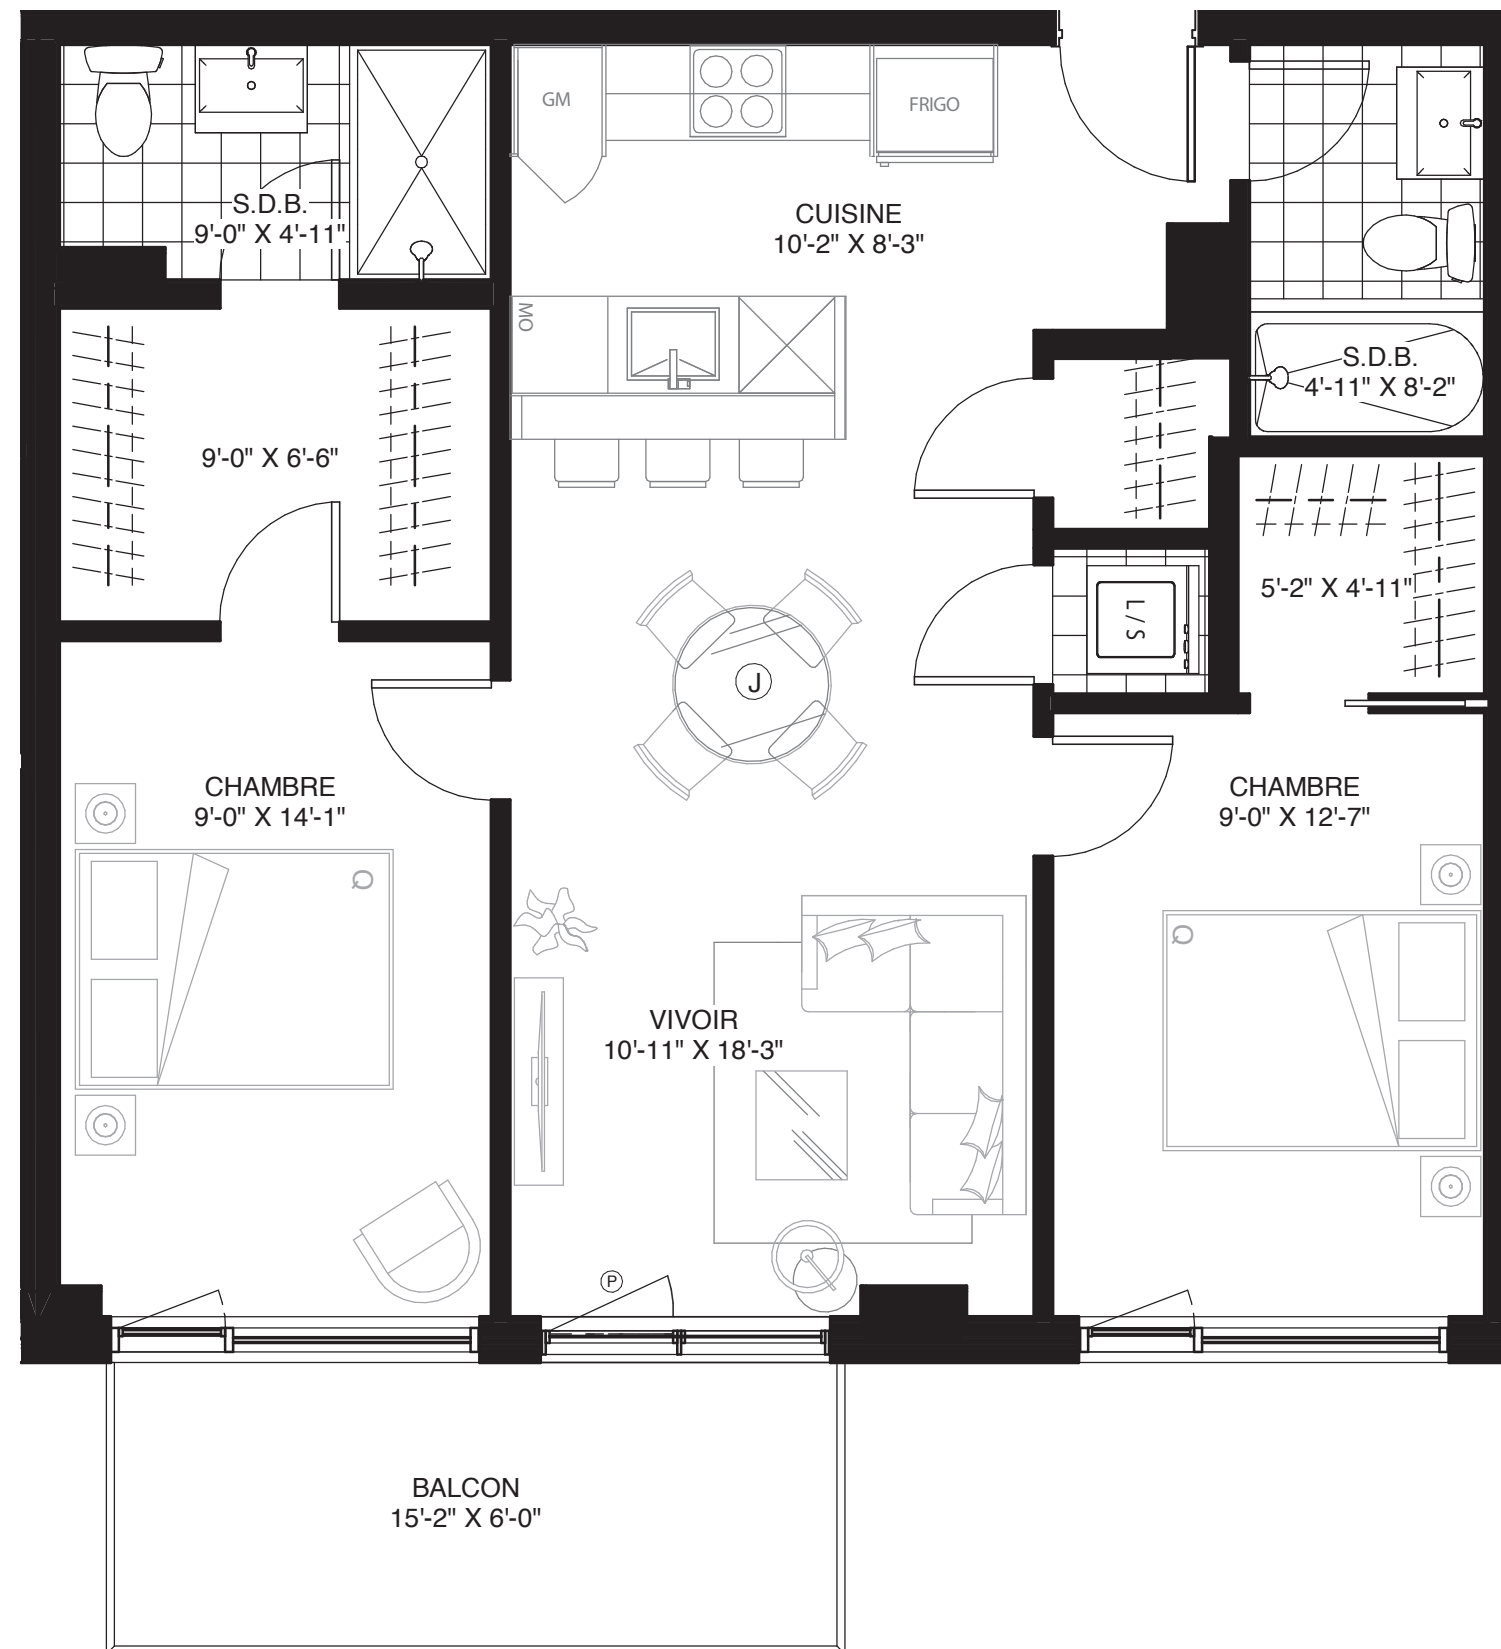 GM
FRIGO
S.D.B.
9'-0" X 4'-11"
CUISINE
10'-2" X 8'-3"
MO
S.D.B.
4'-11" X 8'-2"
9'-0" X 6'-6"
5'-2" X 4'-11"
L/S
J
CHAMBRE
9'-0" X 14'-1"
CHAMBRE
9'-0" X 12'-7"
Q
Q
VIVOIR
10'-11" X 18'-3"
P
BALCON
15'-2" X 6'-0"